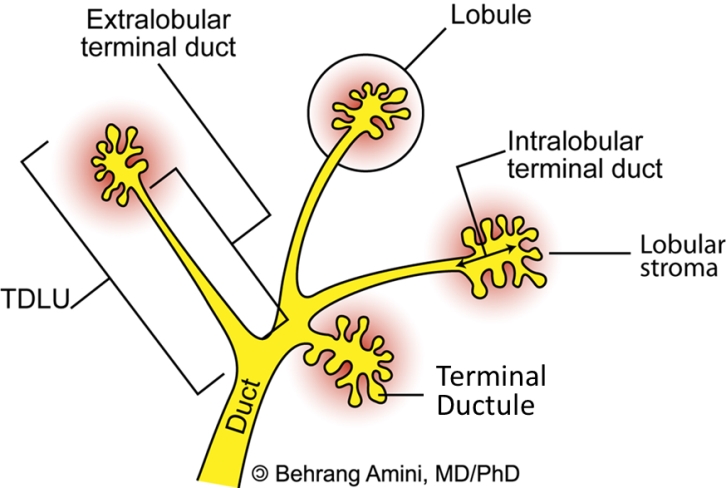 Extralobular
terminal duct
Lobule
Intralobular
terminal duct
Lobular
stroma
TDLU
Terminal
Ductule
Duct
© Behrang Amini, MD/PhD